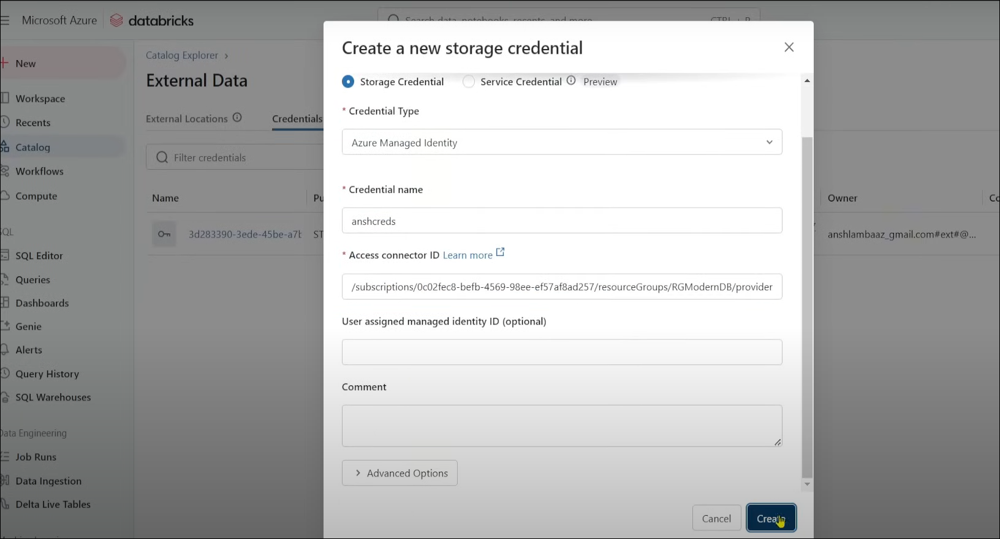 Microsoft Azure
databricks
Search data, notebooks, recents, and more...
CTRL + P
New
Workspace
Recents
Catalog
Workflows
Compute
SQL
SQL Editor
Queries
Dashboards
Genie
Alerts
Query History
SQL Warehouses
Data Engineering
Job Runs
Data Ingestion
Delta Live Tables
Catalog Explorer >
External Data
External Locations
Credentials
Filter credentials
Name
Pu
Owner
Co
3d283390-3ede-45be-a7b
ST
anshlambaaz_gmail.com#ext#@...
Create a new storage credential
Storage Credential
Service Credential
Preview
* Credential Type
Azure Managed Identity
* Credential name
anshcreds
* Access connector ID Learn more
/subscriptions/0c02fec8-befb-4569-98ee-ef57af8ad257/resourceGroups/RGModernDB/provider
User assigned managed identity ID (optional)
Comment
> Advanced Options
Cancel
Create